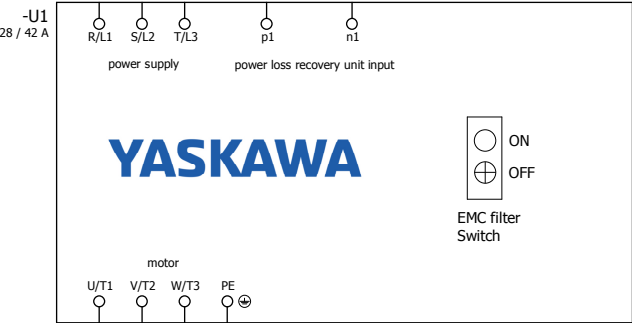 -U1
28 / 42 A
R/L1 S/L2 T/L3 p1 n1
power supply power loss recovery unit input
YASKAWA
ON
OFF
EMC filter
Switch
motor
U/T1 V/T2 W/T3 PE